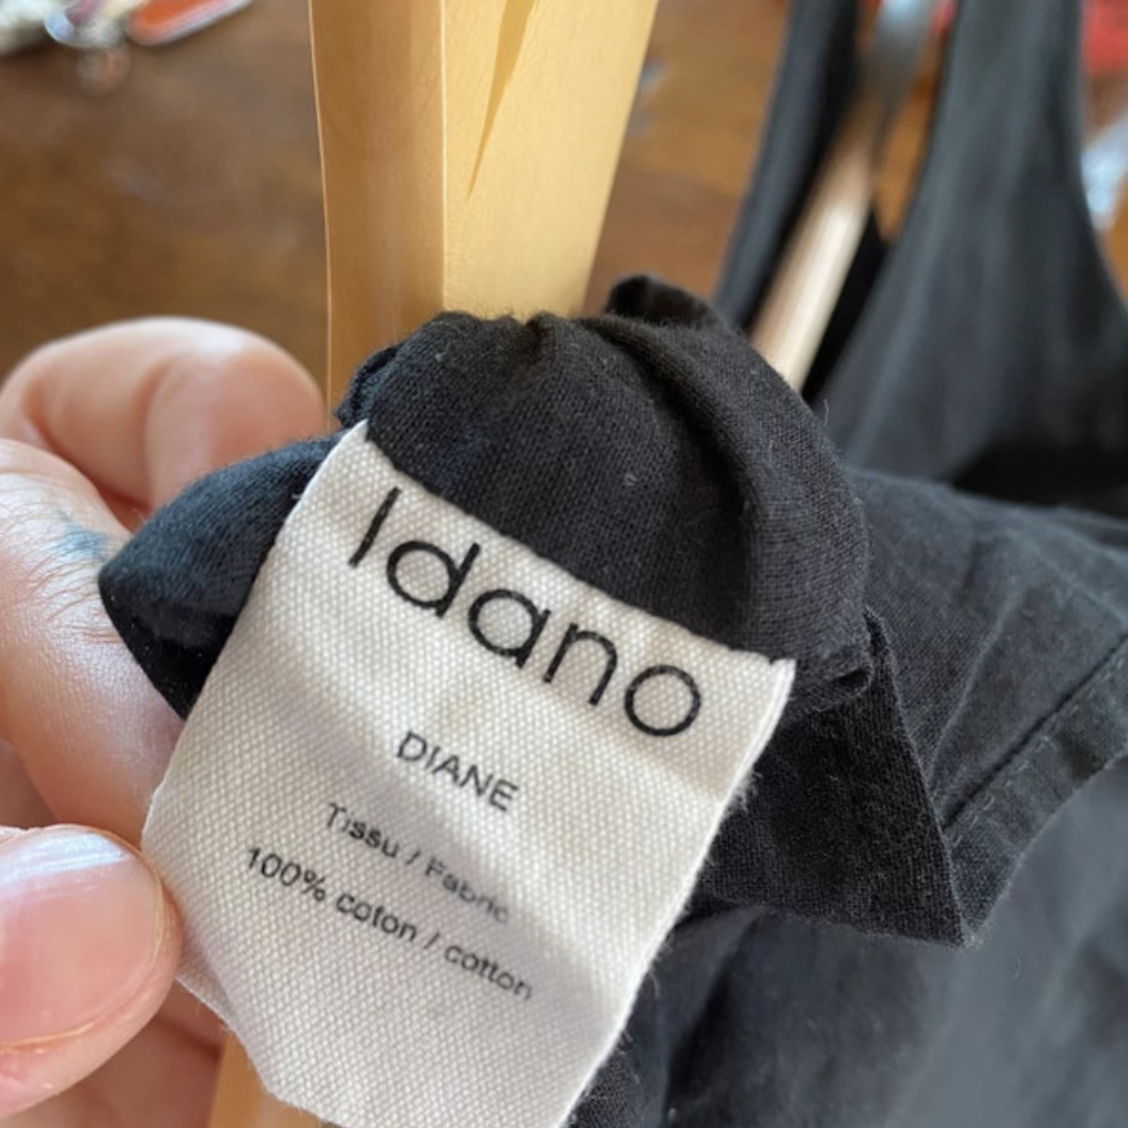 Idano
DIANE
Tissu / Fabric
100% coton / cotton